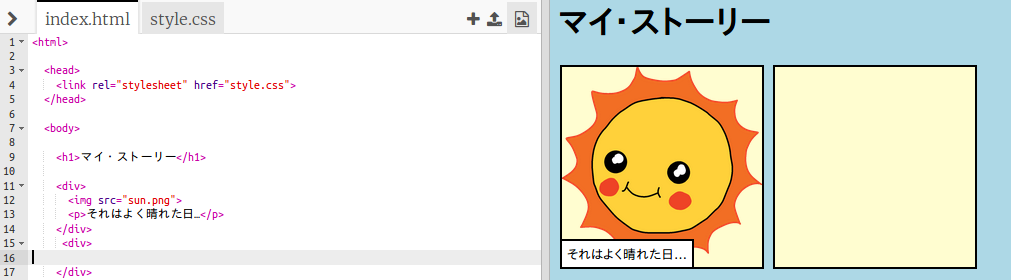 index.html style.css
1 <html>
2
3 <head>
4 <link rel="stylesheet" href="style.css">
5 </head>
6
7 <body>
8
9 <h1>マイ・ストーリー</h1>
10
11 <div>
12 <img src="sun.png">
13 <p>それはよく晴れた日…</p>
14 </div>
15 <div>
16
17 </div>
マイ・ストーリー
それはよく晴れた日…